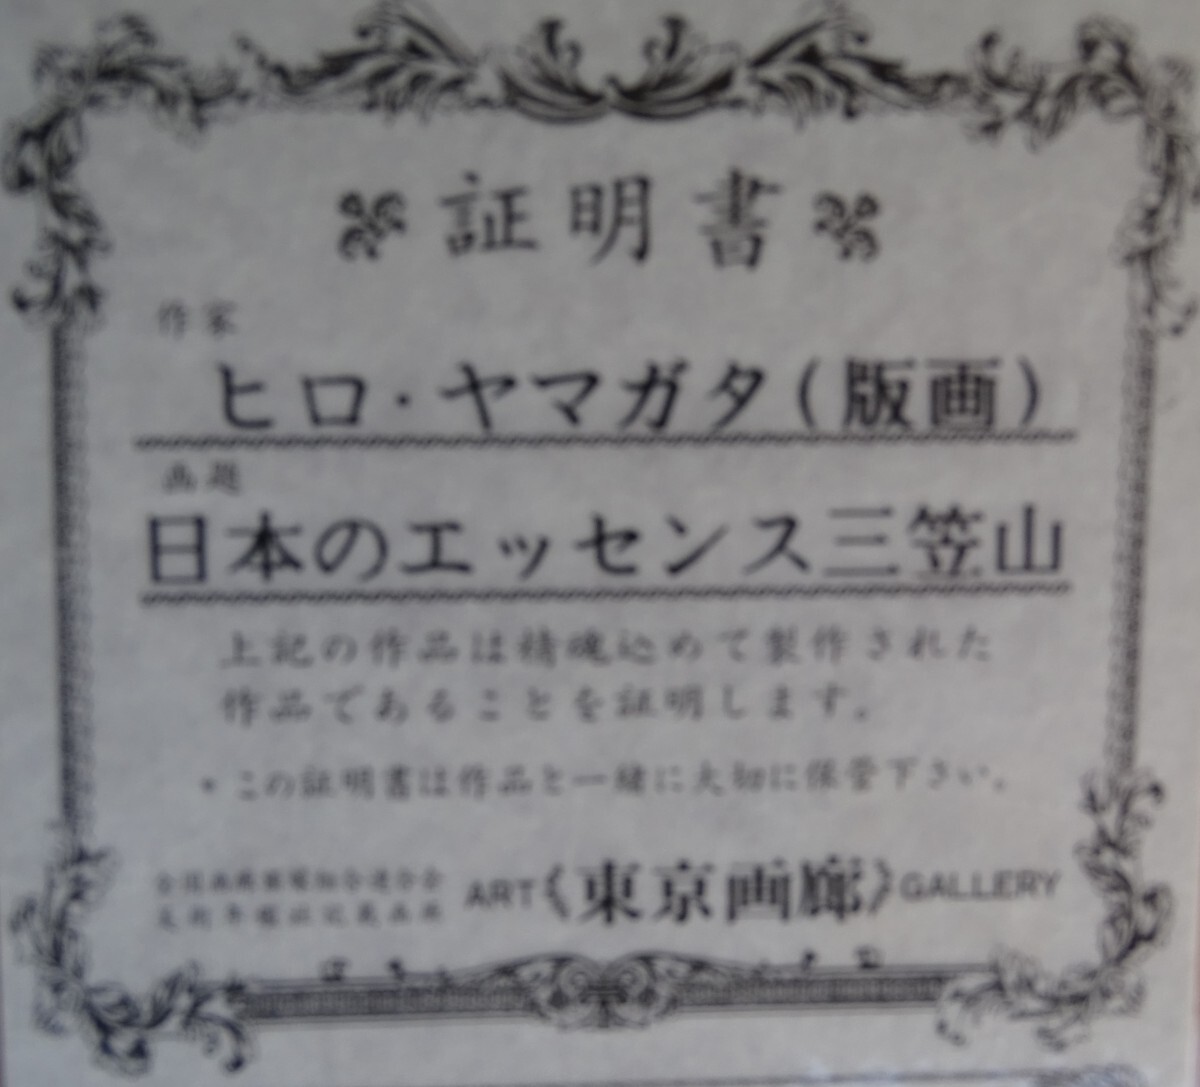 証明書
作家
ヒロ・ヤマガタ(版画)
画題
日本のエッセンス三笠山
上記の作品は精魂込めて製作された
作品であることを証明します。
・この証明書は作品と一緒に大切に保管下さい。
ART《東京画廊》GALLERY